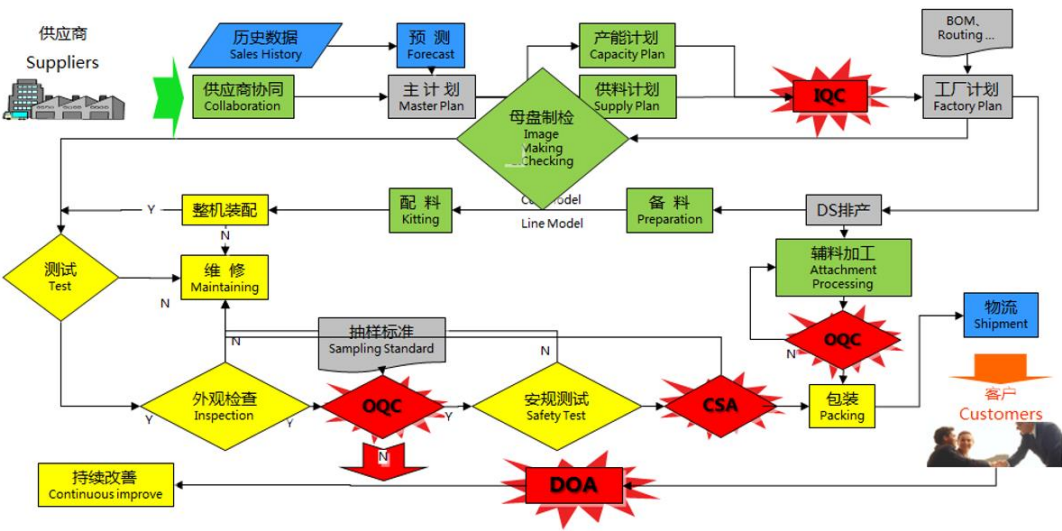 供应商
Suppliers
历史数据
Sales History
预 测
Forecast
产能计划
Capacity Plan
BOM、
Routing ...
供应商协同
Collaboration
主 计 划
Master Plan
供料计划
Supply Plan
IQC
工厂计划
Factory Plan
母盘制检
Image
Making
Checking
整机装配
Y
N
配 料
Kitting
Model
Line Model
备 料
Preparation
DS排产
测试
Test
N
维 修
Maintaining
辅料加工
Attachment
Processing
物流
Shipment
抽样标准
Sampling Standard
N
N
OQC
N
外观检查
Inspection
Y
Y
OQC
Y
N
安规测试
Safety Test
CSA
包装
Packing
客户
Customers
持续改善
Continuous improve
DOA